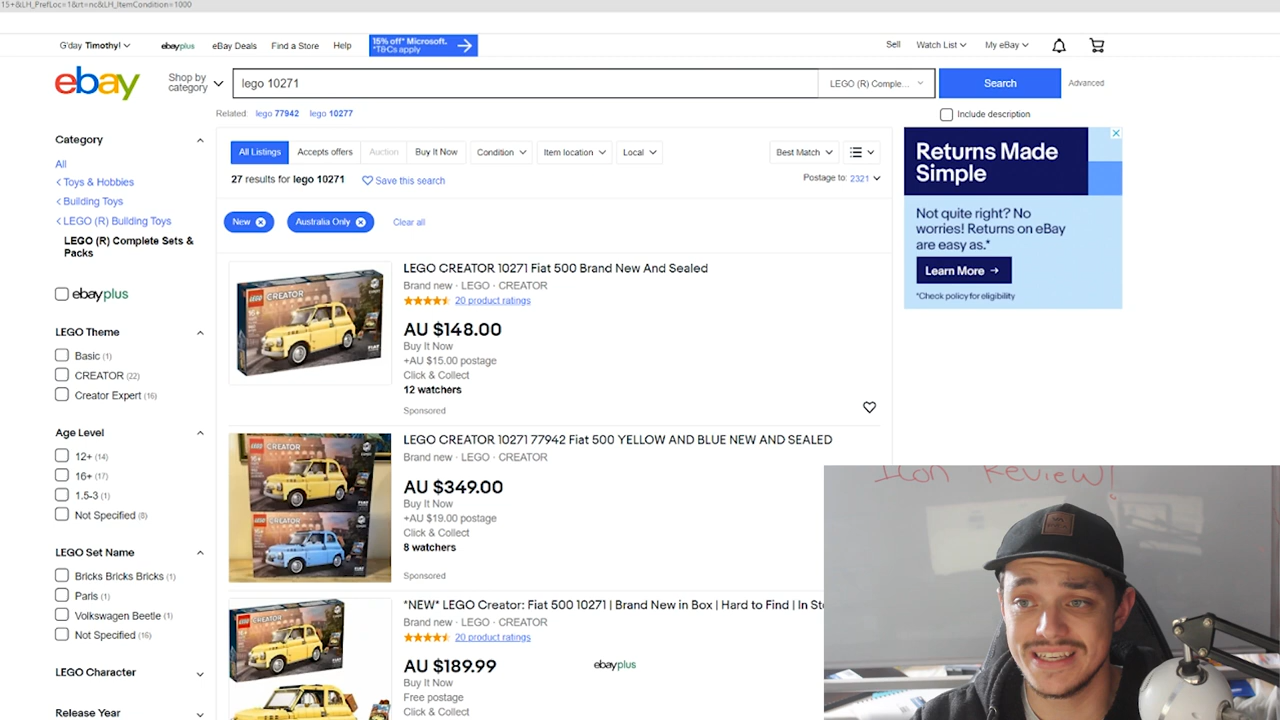 15+&LH_PrefLoc=1&rt=nc&LH_ItemCondition=1000
G'day Timothy!
ebayplus
eBay Deals
Find a Store
Help
15% off* Microsoft.
*T&Cs apply
Sell
Watch List
My eBay
ebay
Shop by
category
lego 10271
LEGO (R) Comple...
Search
Advanced
Related: lego 77942 lego 10277
Include description
Category
All
Toys & Hobbies
Building Toys
LEGO (R) Building Toys
LEGO (R) Complete Sets &
Packs
ebayplus
LEGO Theme
Basic (1)
CREATOR (22)
Creator Expert (16)
Age Level
12+ (14)
16+ (17)
1.5-3 (1)
Not Specified (8)
LEGO Set Name
Bricks Bricks Bricks (1)
Paris (1)
Volkswagen Beetle (1)
Not Specified (16)
LEGO Character
Release Year
All Listings
Accepts offers
Auction
Buy It Now
Condition
Item location
Local
Best Match
27 results for lego 10271
Save this search
Postage to: 2321
New
Australia Only
Clear all
LEGO CREATOR 10271 Fiat 500 Brand New And Sealed
Brand new · LEGO · CREATOR
20 product ratings
AU $148.00
Buy It Now
+AU $15.00 postage
Click & Collect
12 watchers
Sponsored
CREATOR
LEGO CREATOR 10271 77942 Fiat 500 YELLOW AND BLUE NEW AND SEALED
Brand new · LEGO · CREATOR
AU $349.00
Buy It Now
+AU $19.00 postage
Click & Collect
8 watchers
Sponsored
CREATOR
CREATOR
*NEW* LEGO Creator: Fiat 500 10271 | Brand New in Box | Hard to Find | In
Brand new · LEGO · CREATOR
20 product ratings
AU $189.99
Buy It Now
Free postage
Click & Collect
ebayplus
CREATOR
Returns Made
Simple
Not quite right? No
worries! Returns on eBay
are easy as.*
Learn More →
*Check policy for eligibility
Icon Review!